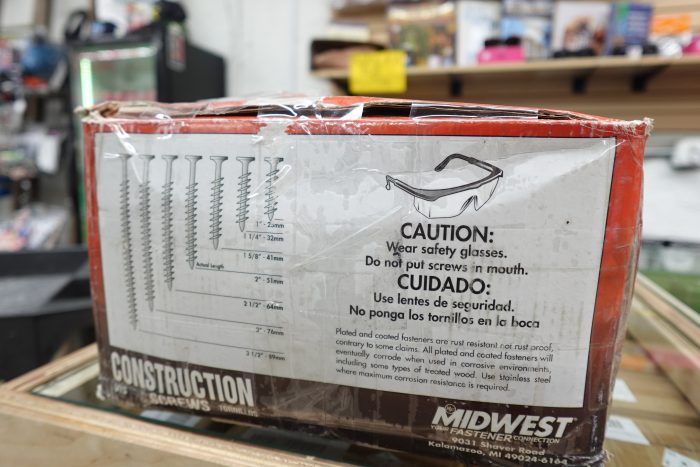 1" - 25mm
1 1/4" - 32mm
1 5/8" - 41mm
Actual Length
2" - 51mm
2 1/2" - 64mm
3" - 76mm
3 1/2" - 89mm
CAUTION:
Wear safety glasses.
Do not put screws in mouth.
CUIDADO:
Use lentes de seguridad.
No ponga los tornillos en la boca
Plated and coated fasteners are rust resistant not rust proof,
contrary to some claims. All plated and coated fasteners will
eventually corrode when used in corrosive environments,
including some types of treated wood. Use stainless steel
where maximum corrosion resistance is required.
CONSTRUCTION
SCREWS TORNILLOS
MIDWEST
YOUR FASTENER CONNECTION
9031 Shaver Road
Kalamazoo, MI 49024-6164